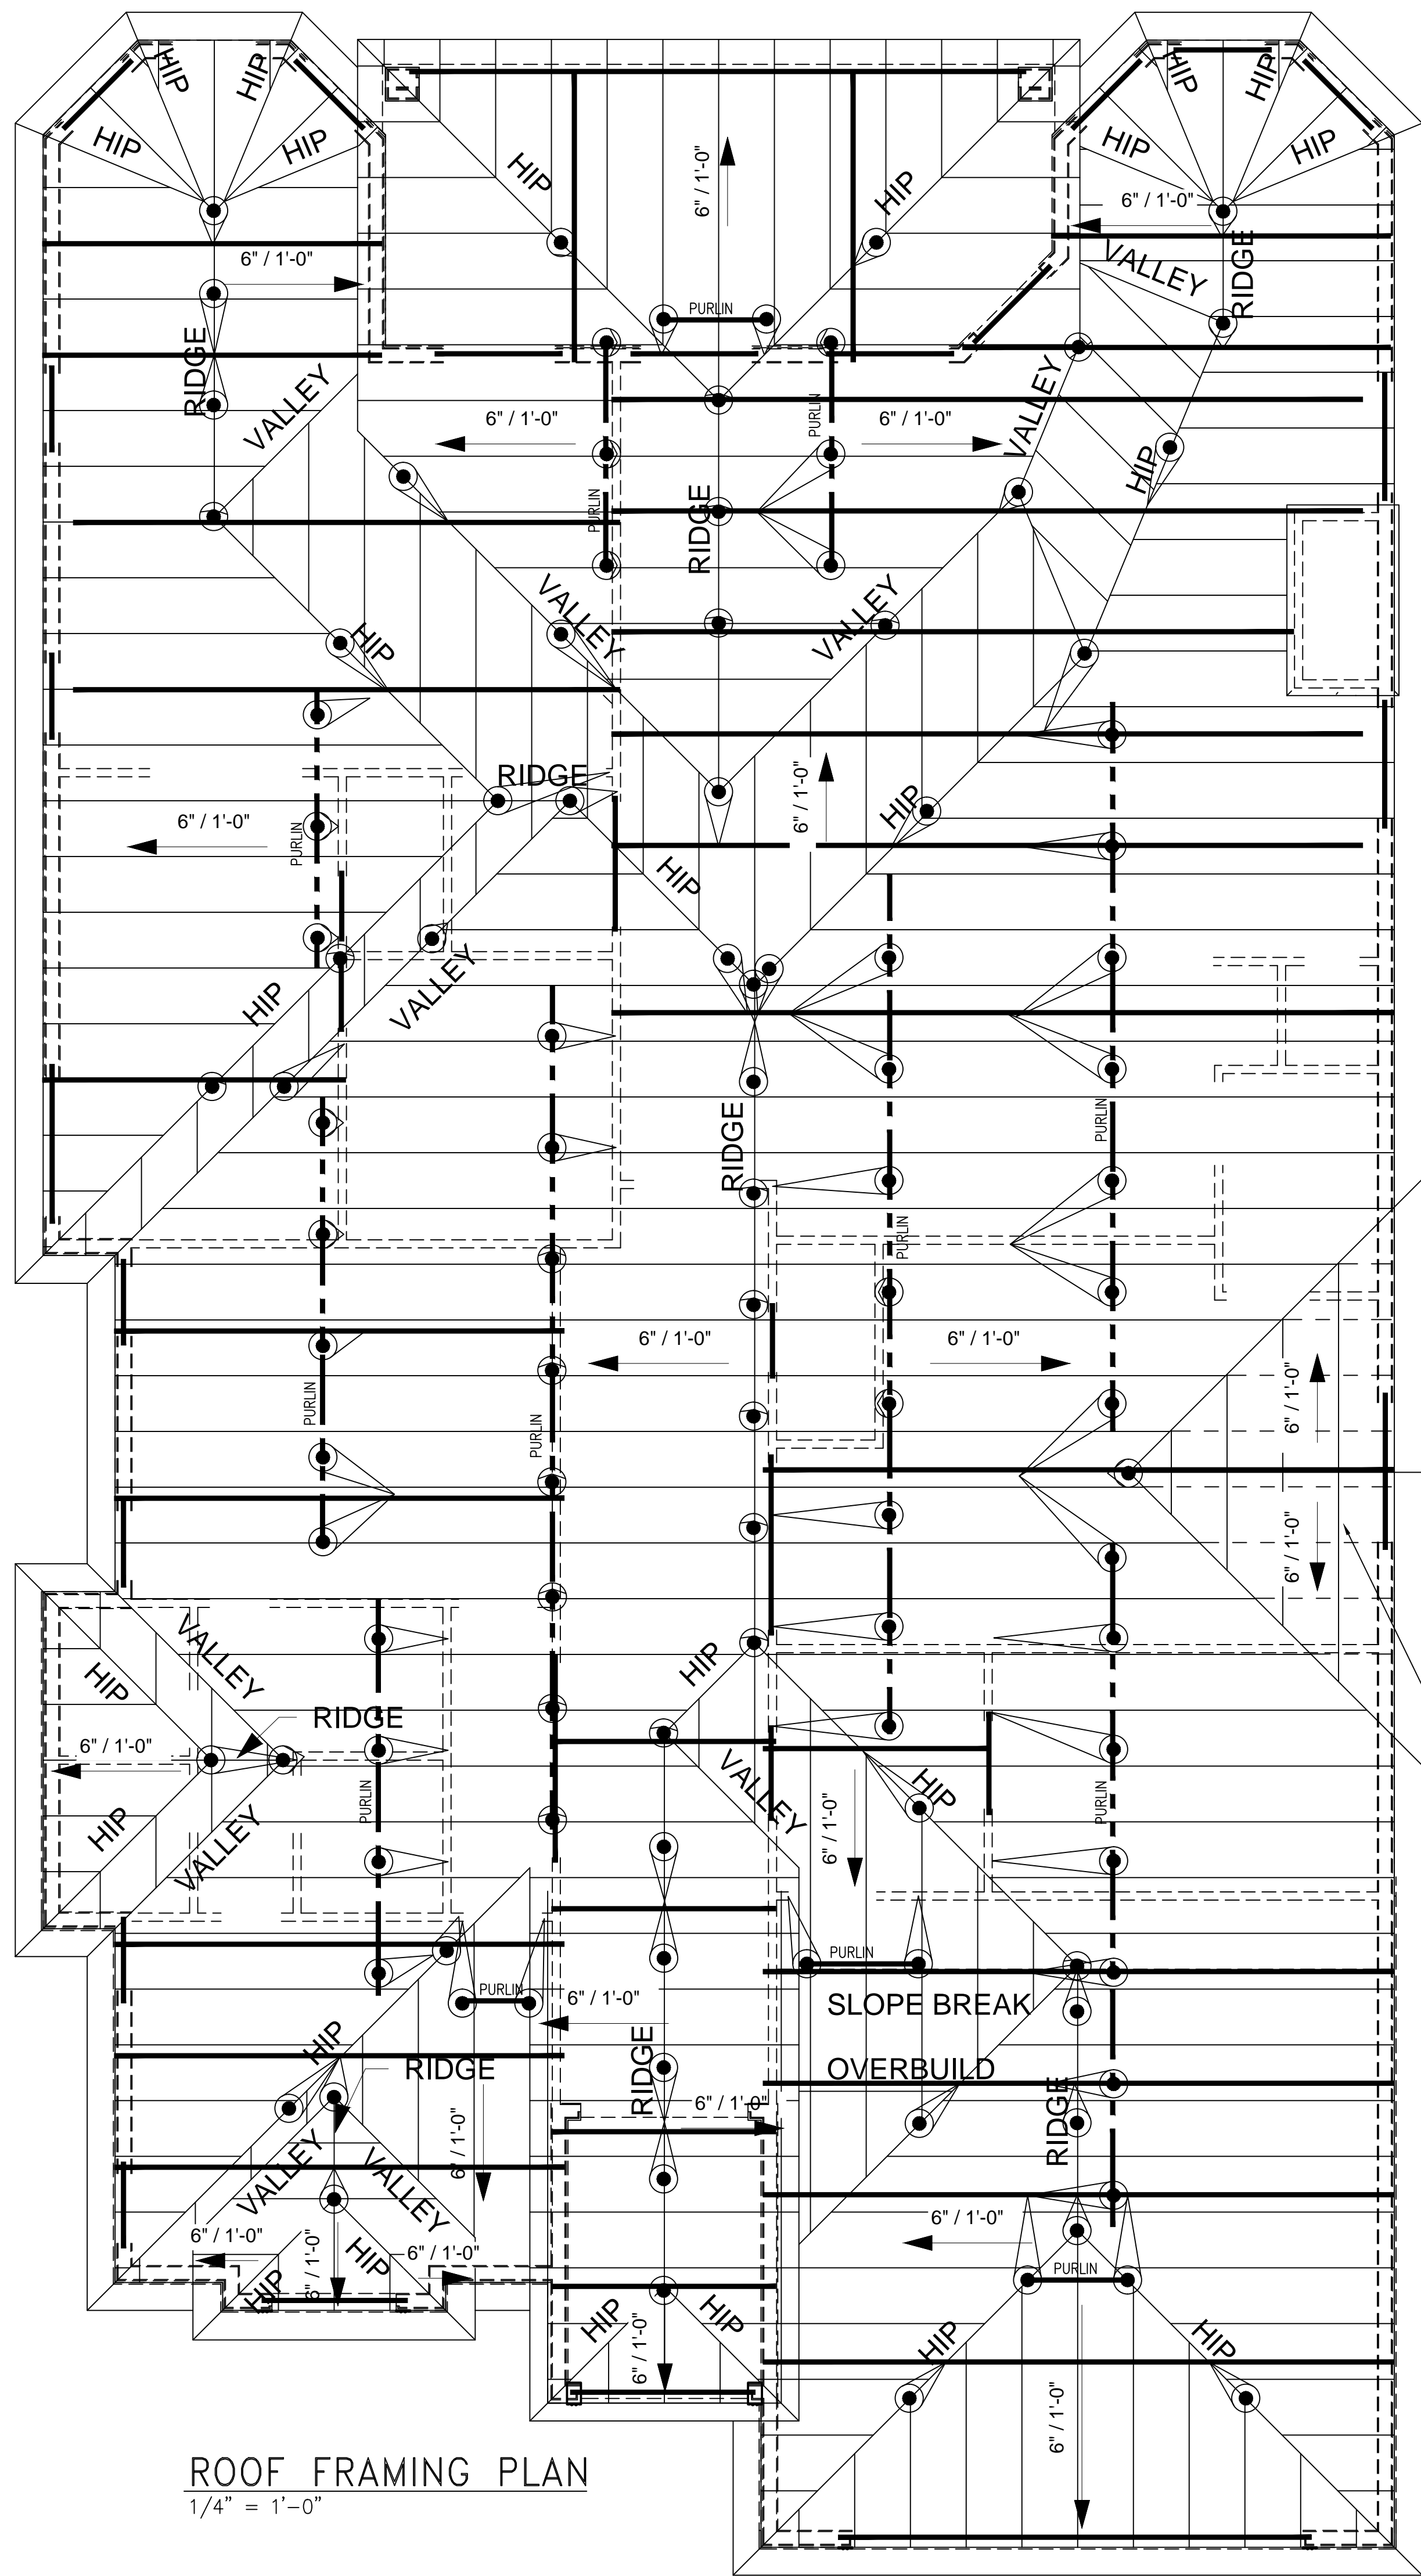 HIP
HIP
HIP
HIP
HIP
HIP
HIP
HIP
HIP
HIP
6" / 1'-0"
6" / 1'-0"
6" / 1'-0"
VALLEY
RIDGE
PURLIN
RIDGE
VALLEY
6" / 1'-0"
PURLIN
6" / 1'-0"
VALLEY
HIP
PURLIN
RIDGE
VALLEY
VALLEY
HIP
RIDGE
6" / 1'-0"
HIP
6" / 1'-0"
PURLIN
HIP
HIP
VALLEY
RIDGE
PURLIN
PURLIN
6" / 1'-0"
6" / 1'-0"
6" / 1'-0"
PURLIN
PURLIN
6" / 1'-0"
VALLEY
HIP
HIP
RIDGE
6" / 1'-0"
PURLIN
VALLEY
HIP
6" / 1'-0"
PURLIN
HIP
VALLEY
PURLIN
PURLIN
6" / 1'-0"
SLOPE BREAK
HIP
RIDGE
RIDGE
OVERBUILD
6" / 1'-0"
6" / 1'-0"
RIDGE
VALLEY
VALLEY
6" / 1'-0"
6" / 1'-0"
6" / 1'-0"
HIP
6" / 1'-0"
HIP
PURLIN
HIP
HIP
6" / 1'-0"
HIP
HIP
6" / 1'-0"
ROOF FRAMING PLAN
1/4" = 1'-0"